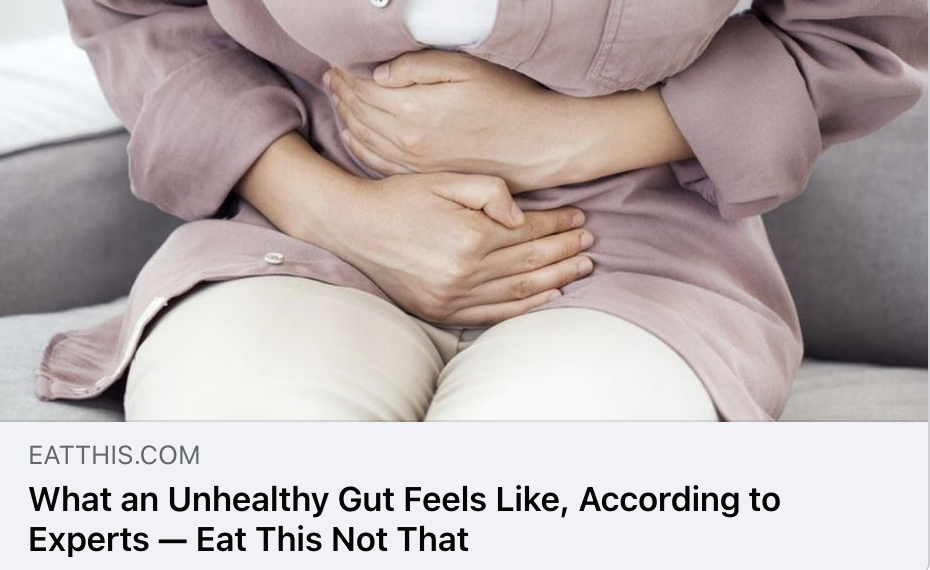 EATTHIS.COM
What an Unhealthy Gut Feels Like, According to
Experts — Eat This Not That